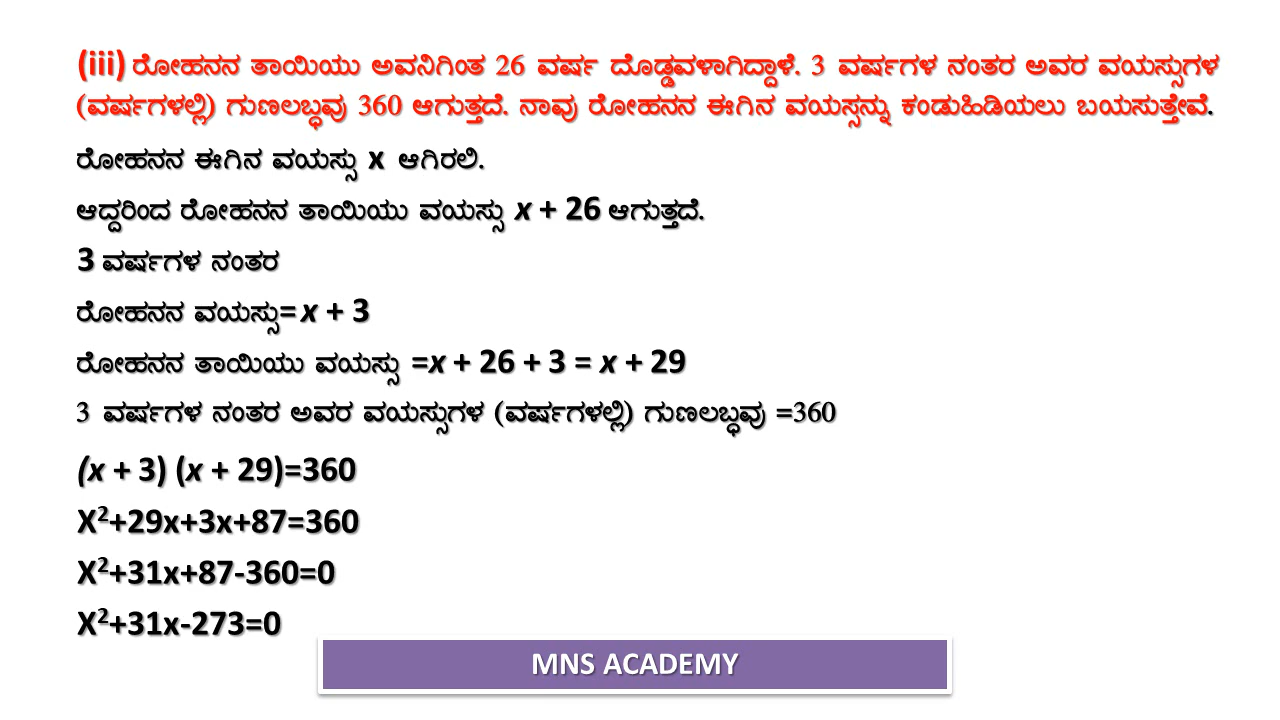 (iii) ರೋಹನನ ತಾಯಿಯು ಅವನಿಗಿಂತ 26 ವರ್ಷ ದೊಡ್ಡವಳಾಗಿದ್ದಾಳೆ. 3 ವರ್ಷಗಳ ನಂತರ ಅವರ ವಯಸ್ಸುಗಳ
(ವರ್ಷಗಳಲ್ಲಿ) ಗುಣಲಬ್ಧವು 360 ಆಗುತ್ತದೆ. ನಾವು ರೋಹನನ ಈಗಿನ ವಯಸ್ಸನ್ನು ಕಂಡುಹಿಡಿಯಲು ಬಯಸುತ್ತೇವೆ.
ರೋಹನನ ಈಗಿನ ವಯಸ್ಸು x ಆಗಿರಲಿ.
ಆದ್ದರಿಂದ ರೋಹನನ ತಾಯಿಯು ವಯಸ್ಸು x + 26 ಆಗುತ್ತದೆ.
3 ವರ್ಷಗಳ ನಂತರ
ರೋಹನನ ವಯಸ್ಸು= x + 3
ರೋಹನನ ತಾಯಿಯು ವಯಸ್ಸು =x + 26 + 3 = x + 29
3 ವರ್ಷಗಳ ನಂತರ ಅವರ ವಯಸ್ಸುಗಳ (ವರ್ಷಗಳಲ್ಲಿ) ಗುಣಲಬ್ಧವು =360
(x + 3) (x + 29)=360
X²+29x+3x+87=360
X²+31x+87-360=0
X²+31x-273=0
MNS ACADEMY